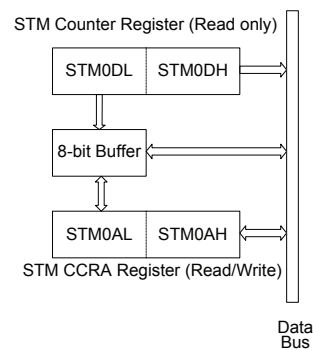 STM Counter Register (Read only)
STM0DL STM0DH
8-bit Buffer
STM0AL STM0AH
STM CCRA Register (Read/Write)
Data
Bus